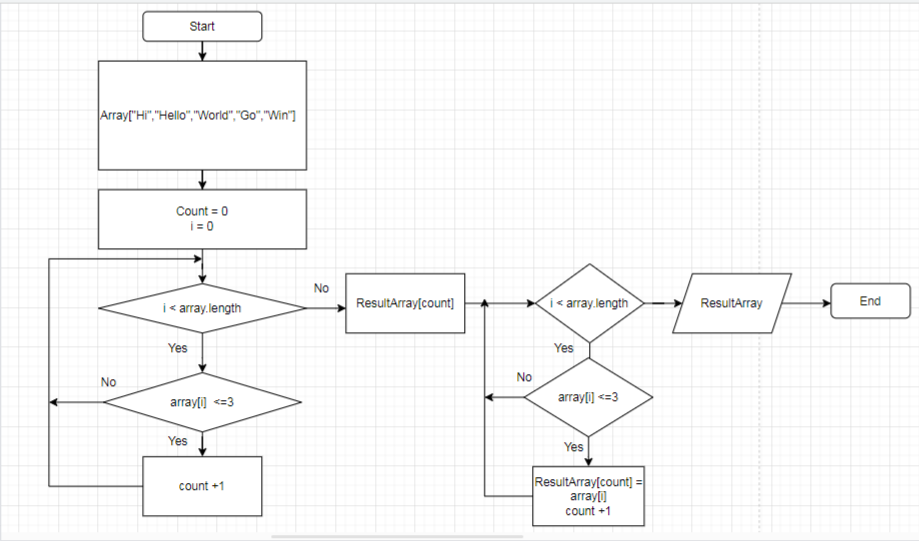 Start
Array["Hi","Hello","World","Go","Win"]
Count = 0
i = 0
i < array.length
No
Yes
array[i]  <=3
No
Yes
count +1
ResultArray[count]
i < array.length
Yes
array[i] <=3
No
Yes
ResultArray[count] =
array[i]
count +1
ResultArray
End